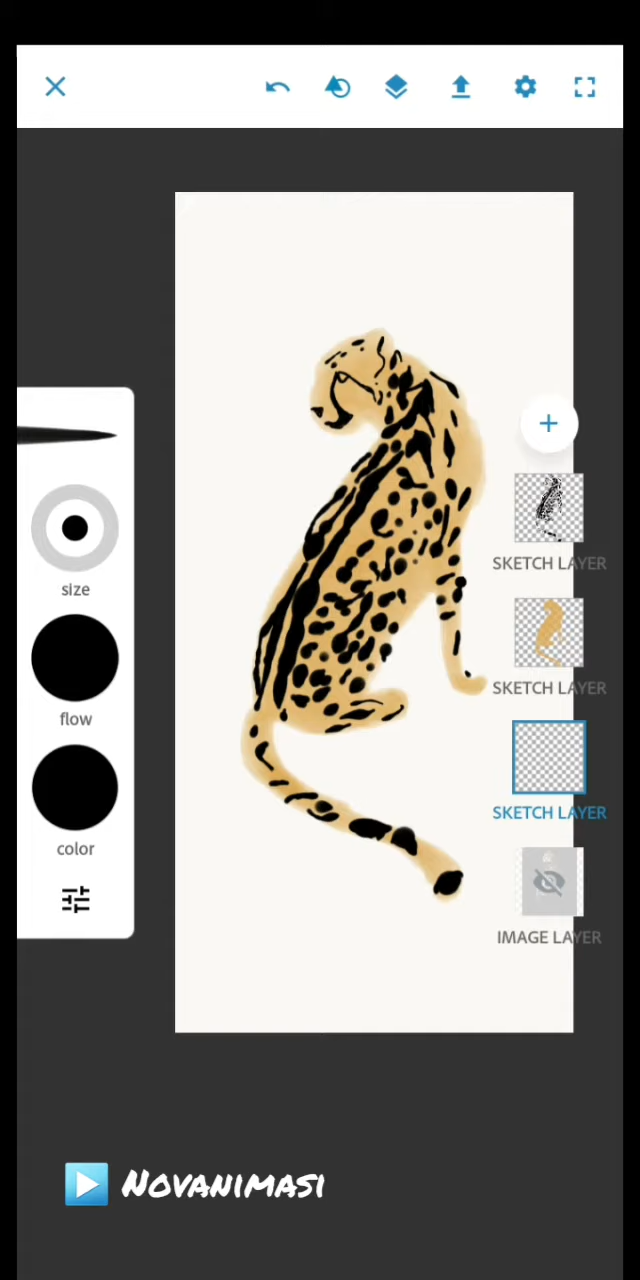 size
flow
color
SKETCH LAYER
SKETCH LAYER
SKETCH LAYER
IMAGE LAYER
NOVANIMASI